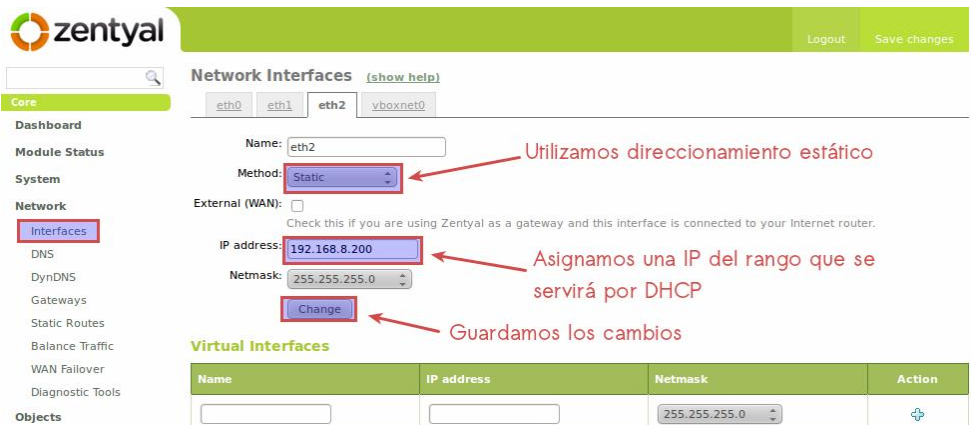 zentyal
Logout Save changes
Core
Dashboard
Module Status
System
Network
Interfaces
DNS
DynDNS
Gateways
Static Routes
Balance Traffic
WAN Failover
Diagnostic Tools
Objects
Network Interfaces (show help)
eth0 eth1 eth2 vboxnet0
Name: eth2
Method: Static
Utilizamos direccionamiento estático
External (WAN):
Check this if you are using Zentyal as a gateway and this interface is connected to your Internet router.
IP address: 192.168.8.200
Asignamos una IP del rango que se
servirá por DHCP
Netmask: 255.255.255.0
Change
Guardamos los cambios
Virtual Interfaces
Name IP address Netmask Action
255.255.255.0